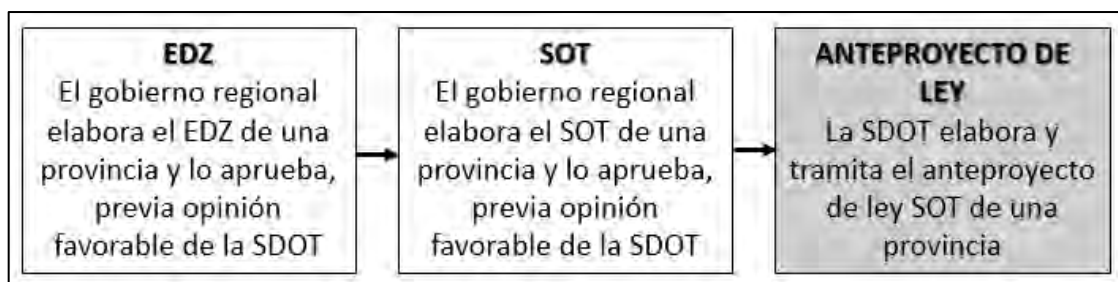 EDZ
El gobierno regional
elabora el EDZ de una
provincia y lo aprueba,
previa opinión
favorable de la SDOT
SOT
El gobierno regional
elabora el SOT de una
provincia y lo aprueba,
previa opinión
favorable de la SDOT
ANTEPROYECTO DE
LEY
La SDOT elabora y
tramita el anteproyecto
de ley SOT de una
provincia